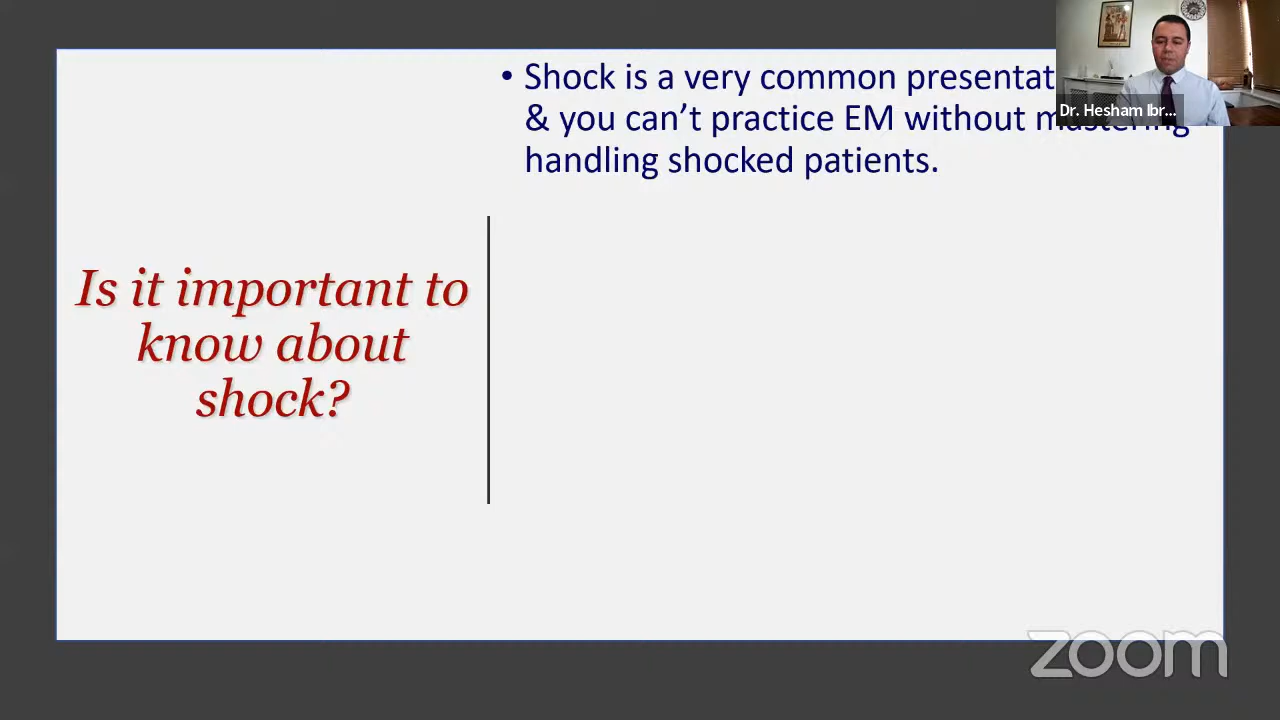 • Shock is a very common
& you can’t practice EM without mastering
handling shocked patients.
Is it important to
know about
shock?
Dr. Hesham Ibr...
zoom